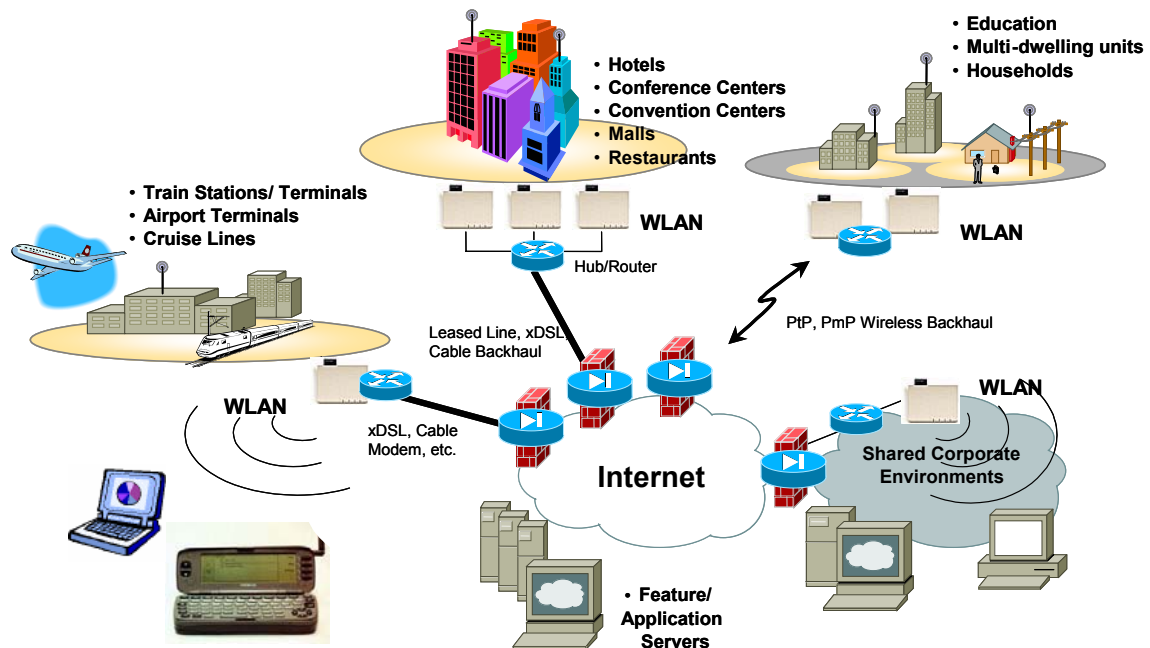 • Education
• Multi-dwelling units
• Households
• Hotels
• Conference Centers
• Convention Centers
• Malls
• Restaurants
• Train Stations/ Terminals
• Airport Terminals
• Cruise Lines
WLAN
WLAN
Hub/Router
Leased Line, xDSL,
Cable Backhaul
PtP, PmP Wireless Backhaul
WLAN
WLAN
xDSL, Cable
Modem, etc.
Internet
Shared Corporate
Environments
• Feature/
Application
Servers